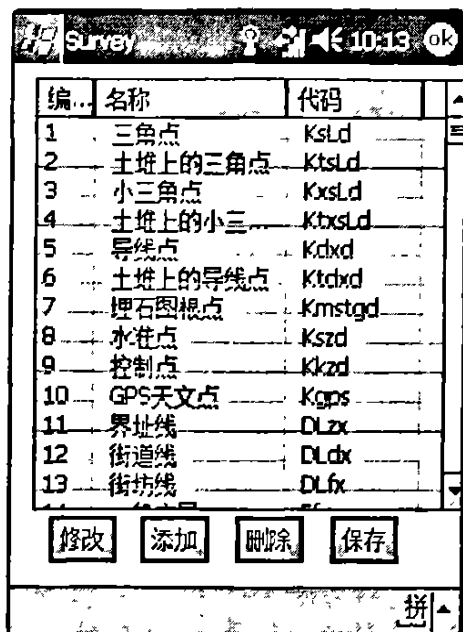 Survey 10:13 ok
编... 名称 代码
1 三角点 KsLd
2 土堆上的三角点 KtsLd
3 小三角点 KxsLd
4 土堆上的小三... KtxsLd
5 导线点 Kdxd
6 土堆上的导线点 Ktdxd
7 埋石图根点 Kmstgd
8 水准点 Kszd
9 控制点 Kkzd
10 GPS天文点 Kgps
11 界址线 DLzx
12 街道线 DLdx
13 街坊线 DLfx
修改 添加 删除 保存
拼